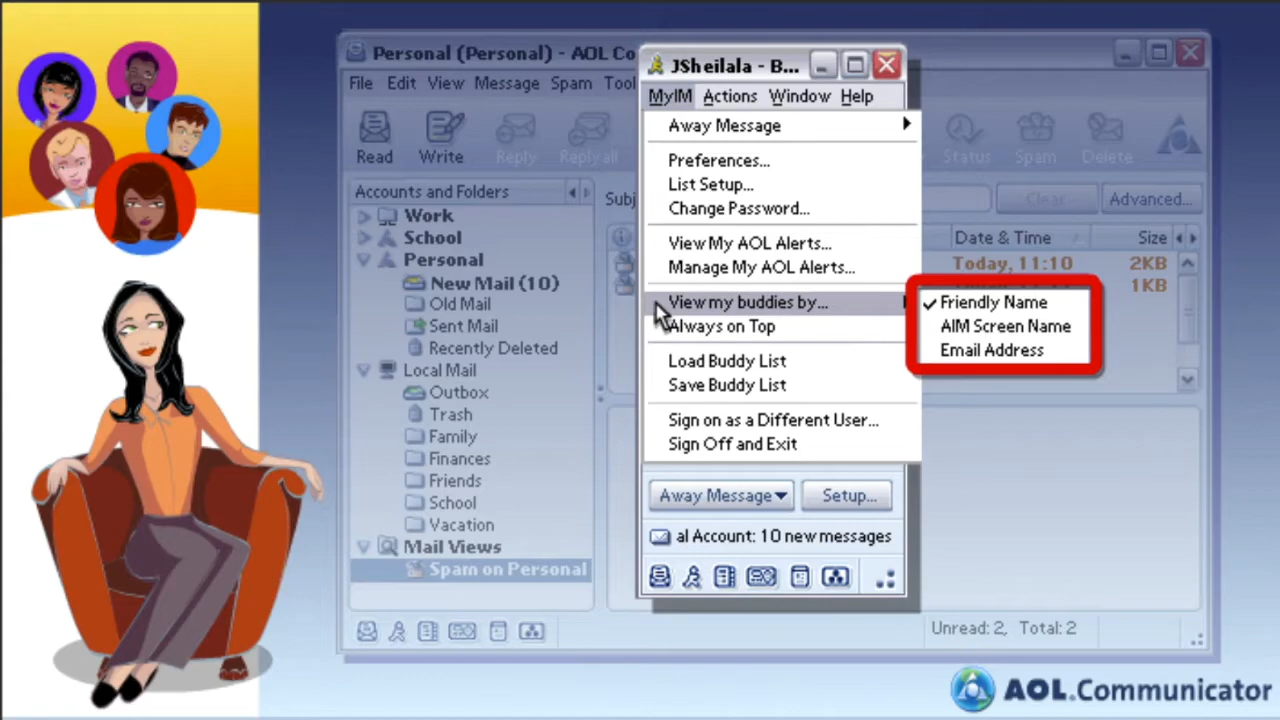 Personal (Personal) - AOL Co
File Edit View Message Spam Tool
Read Write Reply Reply all Status Spam Delete
Accounts and Folders
Work
School
Personal
New Mail (10)
Old Mail
Sent Mail
Recently Deleted
Local Mail
Outbox
Trash
Family
Finances
Friends
School
Vacation
Mail Views
Spam on Personal
Subj
Clear Advanced...
Date & Time Size
Today, 11:10 2KB
1KB
JSheilala - B...
MyIM Actions Window Help
Away Message
Preferences...
List Setup...
Change Password...
View My AOL Alerts...
Manage My AOL Alerts...
View my buddies by...
Always on Top
Load Buddy List
Save Buddy List
Sign on as a Different User...
Sign Off and Exit
Friendly Name
AIM Screen Name
Email Address
Away Message Setup...
al Account: 10 new messages
Unread: 2, Total: 2
AOL.Communicator